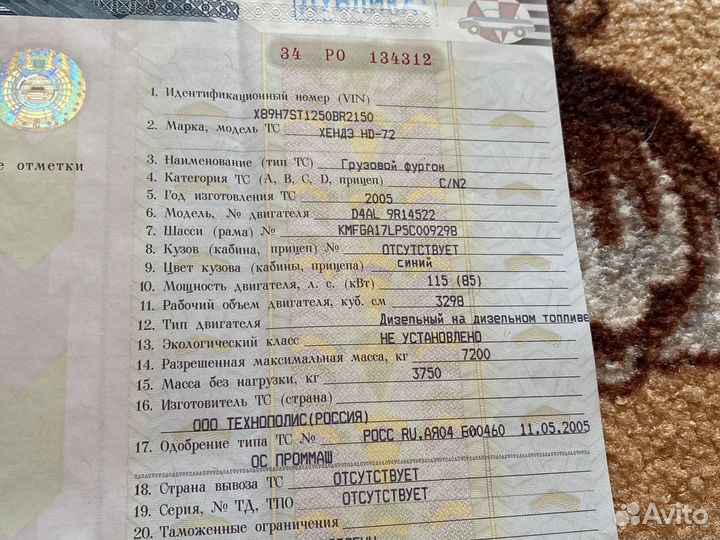 ДУБЛИКАТ
34 РО 134312
е отметки
1. Идентификационный номер (VIN)
X89H7ST1250BR2150
2. Марка, модель ТС ХЕНДЭ HD-72
3. Наименование (тип ТС) Грузовой фургон
4. Категория ТС (А, В, С, D, прицеп) C/N2
5. Год изготовления ТС 2005
6. Модель, № двигателя D4AL 9R14522
7. Шасси (рама) № KMFGA17LP5C009298
8. Кузов (кабина, прицеп) № ОТСУТСТВУЕТ
9. Цвет кузова (кабины, прицепа) синий
10. Мощность двигателя, л. с. (кВт) 115 (85)
11. Рабочий объем двигателя, куб. см 3298
12. Тип двигателя Дизельный на дизельном топливе
13. Экологический класс НЕ УСТАНОВЛЕНО
14. Разрешенная максимальная масса, кг 7200
15. Масса без нагрузки, кг 3750
16. Изготовитель ТС (страна)
ООО ТЕХНОПОЛИС(РОССИЯ)
17. Одобрение типа ТС № РОСС RU.АЯ04 Б00460 11.05.2005
ОС ПРОММАШ
18. Страна вывоза ТС ОТСУТСТВУЕТ
19. Серия, № ТД, ТПО ОТСУТСТВУЕТ
20. Таможенные ограничения
Avito